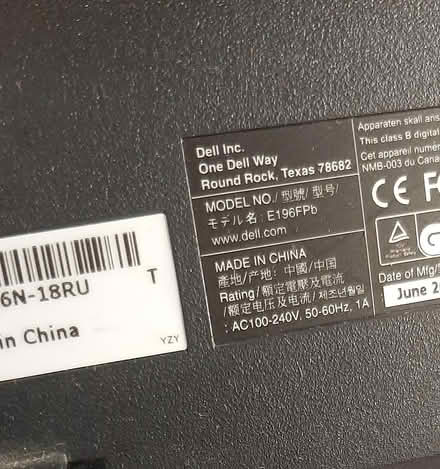 Dell Inc.
One Dell Way
Round Rock, Texas 78682
MODEL NO./ 型號/ 型号/
モデル名: E196FPb
www.dell.com
MADE IN CHINA
產地/产地: 中國/中国
Rating/額定電壓及電流/
/额定电压及电流/
: AC100-240V, 50-60Hz, 1A
Apparaten skall ans
This class B digital
Cet appareil numér
NMB-003 du Cana
CE FC
Date of Mfg/
June 2
6N-18RU
T
in China
YZY